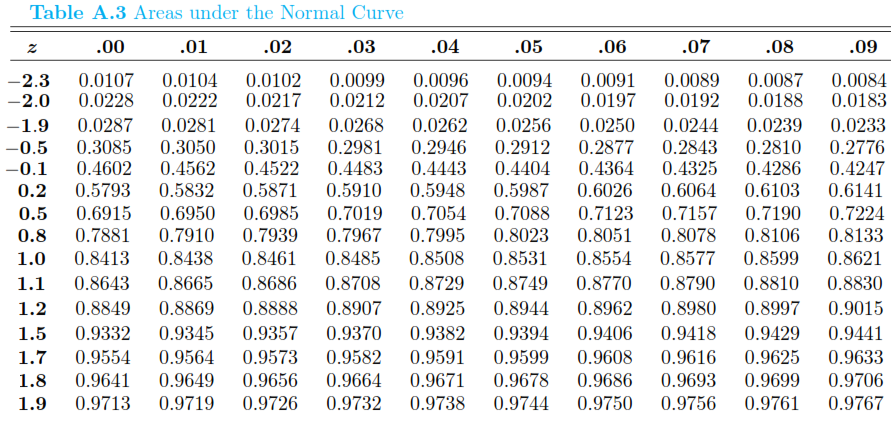 Table A.3 Areas under the Normal Curve
z .00 .01 .02 .03 .04 .05 .06 .07 .08 .09
−2.3 0.0107 0.0104 0.0102 0.0099 0.0096 0.0094 0.0091 0.0089 0.0087 0.0084
−2.0 0.0228 0.0222 0.0217 0.0212 0.0207 0.0202 0.0197 0.0192 0.0188 0.0183
−1.9 0.0287 0.0281 0.0274 0.0268 0.0262 0.0256 0.0250 0.0244 0.0239 0.0233
−0.5 0.3085 0.3050 0.3015 0.2981 0.2946 0.2912 0.2877 0.2843 0.2810 0.2776
−0.1 0.4602 0.4562 0.4522 0.4483 0.4443 0.4404 0.4364 0.4325 0.4286 0.4247
0.2 0.5793 0.5832 0.5871 0.5910 0.5948 0.5987 0.6026 0.6064 0.6103 0.6141
0.5 0.6915 0.6950 0.6985 0.7019 0.7054 0.7088 0.7123 0.7157 0.7190 0.7224
0.8 0.7881 0.7910 0.7939 0.7967 0.7995 0.8023 0.8051 0.8078 0.8106 0.8133
1.0 0.8413 0.8438 0.8461 0.8485 0.8508 0.8531 0.8554 0.8577 0.8599 0.8621
1.1 0.8643 0.8665 0.8686 0.8708 0.8729 0.8749 0.8770 0.8790 0.8810 0.8830
1.2 0.8849 0.8869 0.8888 0.8907 0.8925 0.8944 0.8962 0.8980 0.8997 0.9015
1.5 0.9332 0.9345 0.9357 0.9370 0.9382 0.9394 0.9406 0.9418 0.9429 0.9441
1.7 0.9554 0.9564 0.9573 0.9582 0.9591 0.9599 0.9608 0.9616 0.9625 0.9633
1.8 0.9641 0.9649 0.9656 0.9664 0.9671 0.9678 0.9686 0.9693 0.9699 0.9706
1.9 0.9713 0.9719 0.9726 0.9732 0.9738 0.9744 0.9750 0.9756 0.9761 0.9767